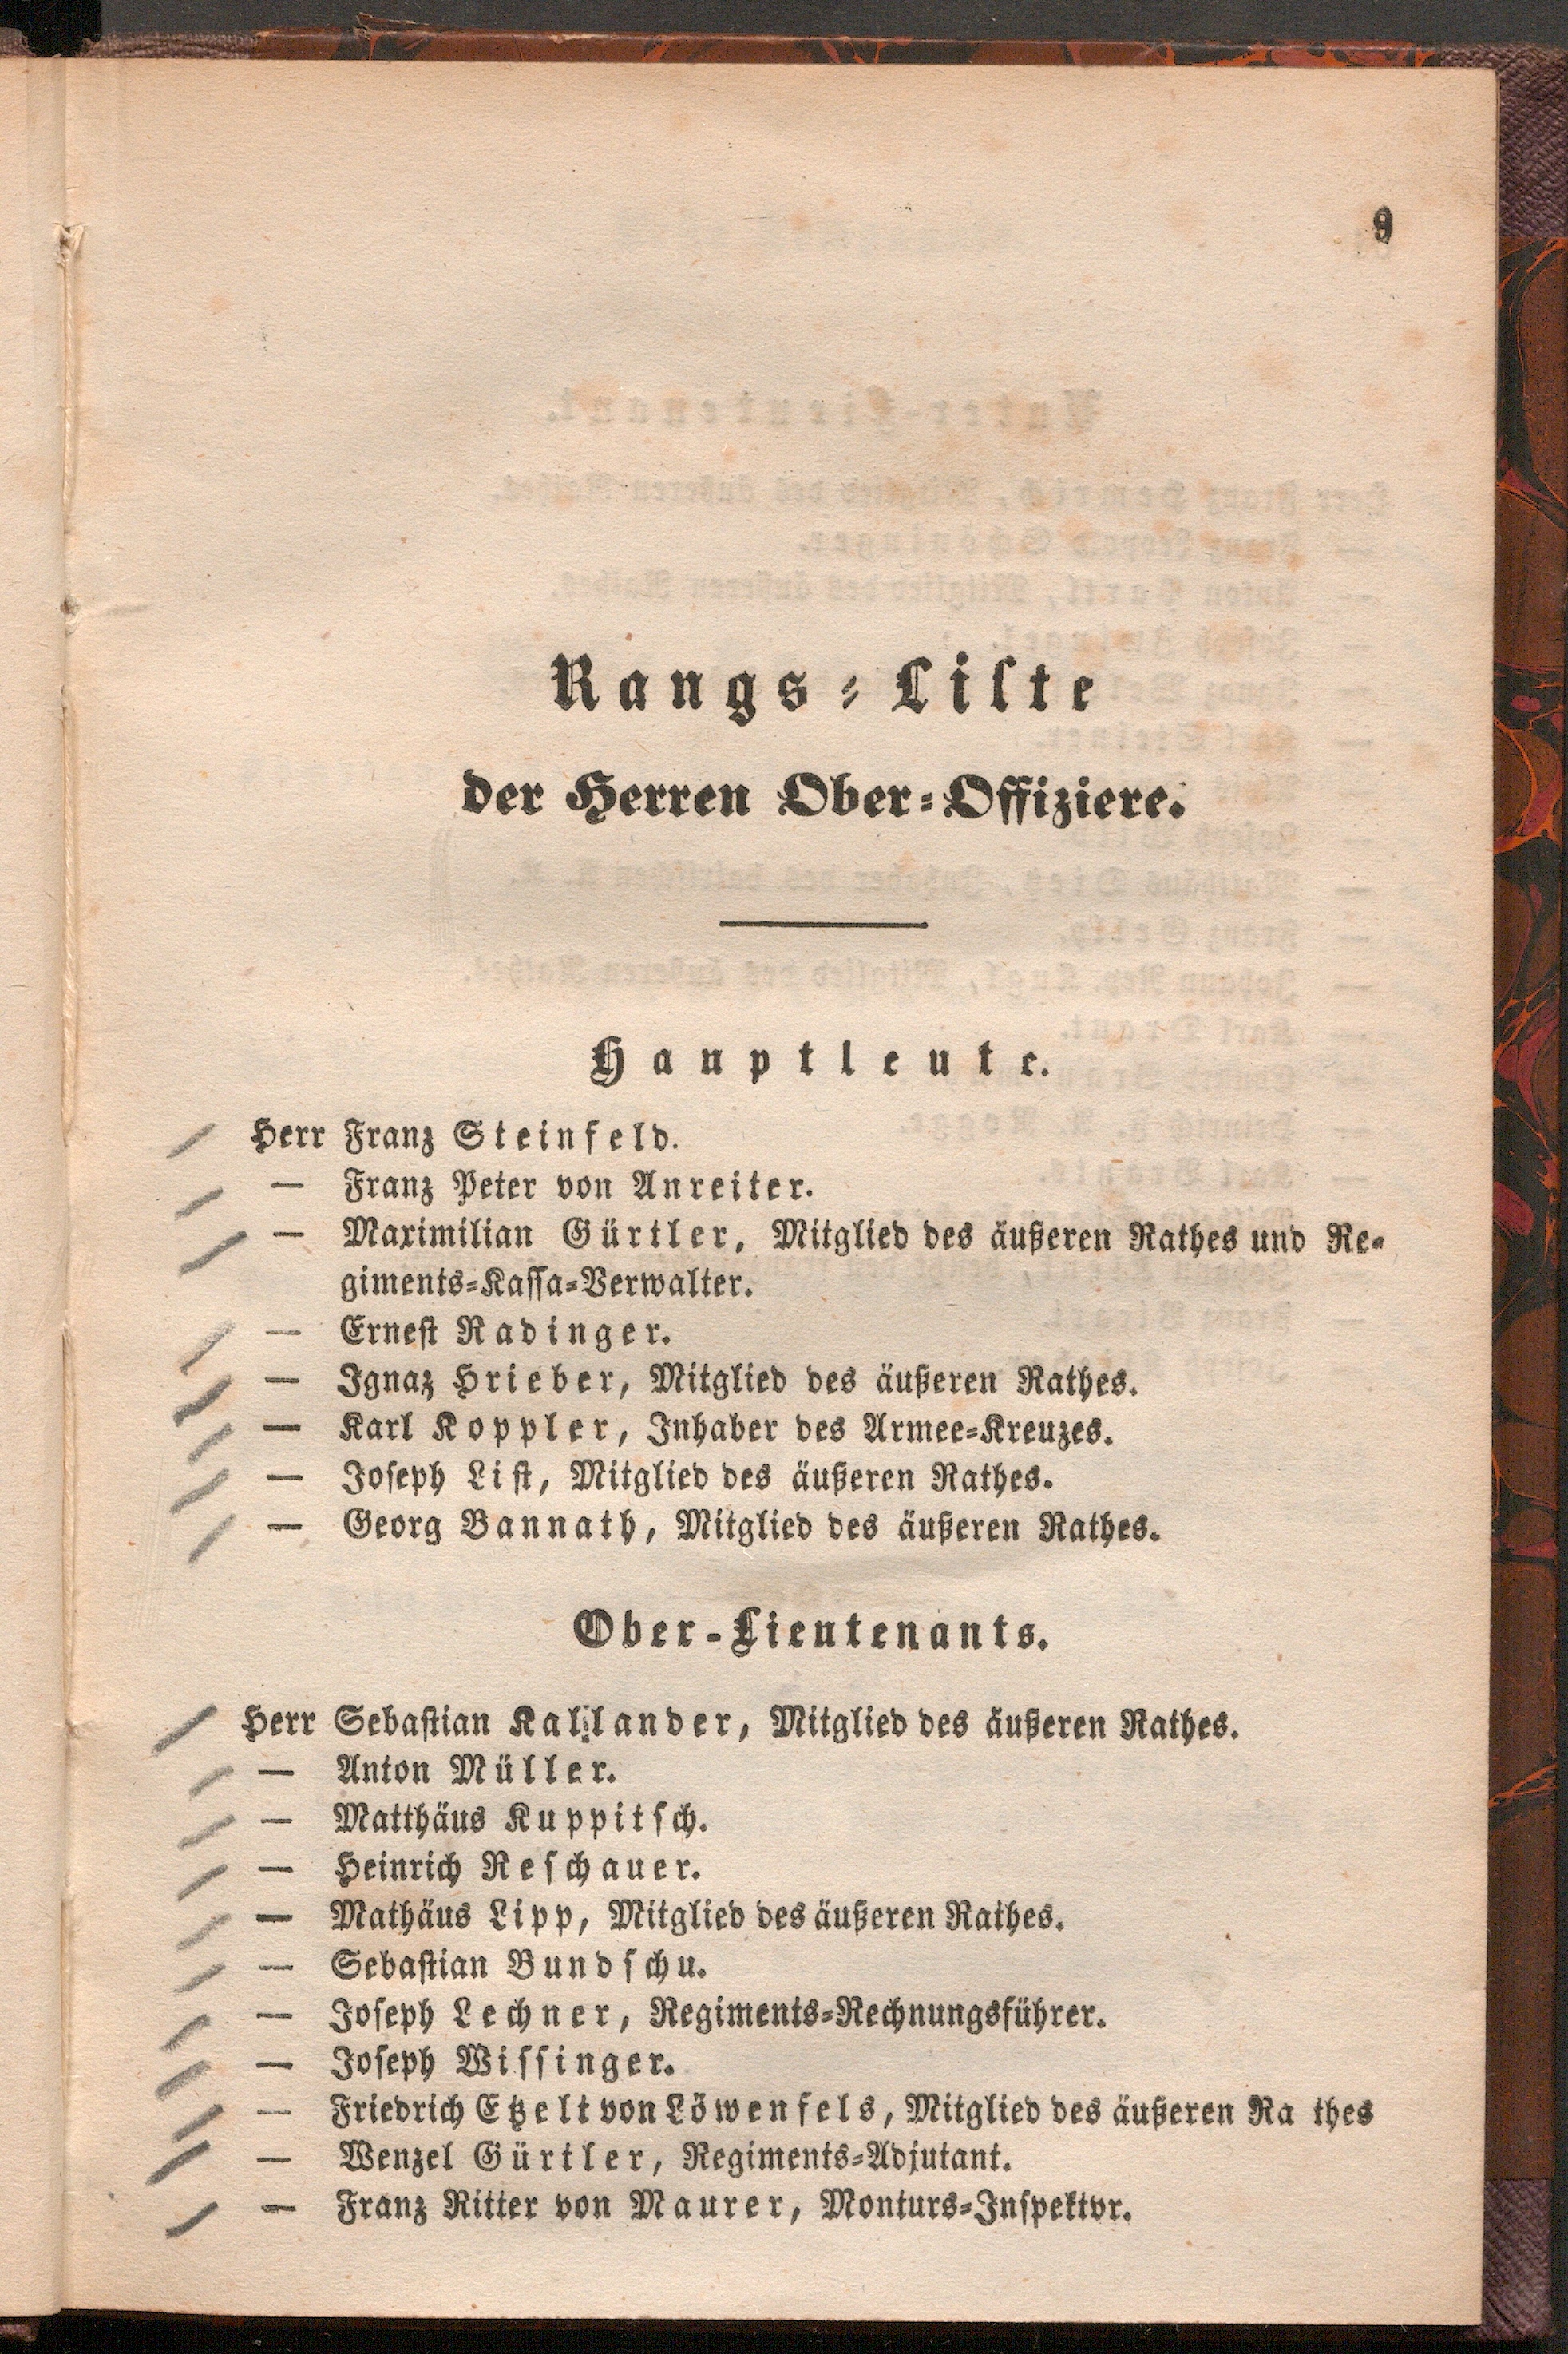 9
Rangs-Liste
der Herren Ober-Offiziere.
Hauptleute.
Herr Franz Steinfeld.
— Franz Peter von Anreiter.
— Maximilian Gürtler, Mitglied des äußeren Rathes und Re-
giments-Kassa-Verwalter.
— Ernest Radinger.
— Ignaz Hrieber, Mitglied des äußeren Rathes.
— Karl Koppler, Inhaber des Armee-Kreuzes.
— Joseph List, Mitglied des äußeren Rathes.
— Georg Bannath, Mitglied des äußeren Rathes.
Ober-Lieutenants.
Herr Sebastian Kallander, Mitglied des äußeren Rathes.
— Anton Müller.
— Matthäus Kuppitsch.
— Heinrich Reschauer.
— Mathäus Lipp, Mitglied des äußeren Rathes.
— Sebastian Bundschu.
— Joseph Lechner, Regiments-Rechnungsführer.
— Joseph Wissinger.
— Friedrich Etzelt von Löwenfels, Mitglied des äußeren Ra thes
— Wenzel Gürtler, Regiments-Adjutant.
— Franz Ritter von Maurer, Monturs-Inspektor.